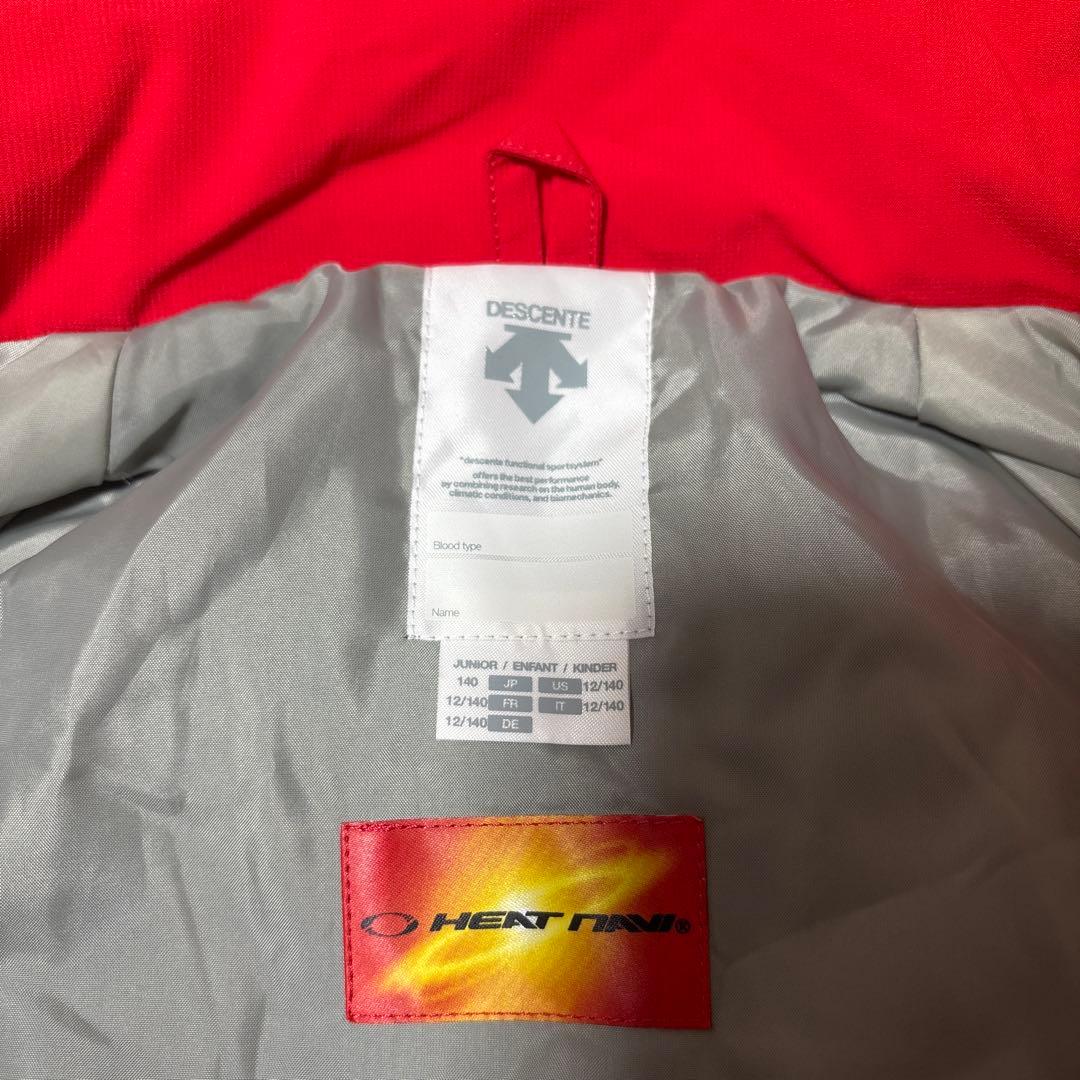 DESCENTE
"descente functional sportsystem"
offers the best performance
by combining research on the human body,
climatic conditions, and biomechanics.
Blood type
Name
JUNIOR / ENFANT / KINDER
140 JP US 12/140
12/140 FR IT 12/140
12/140 DE
HEAT NAVI®